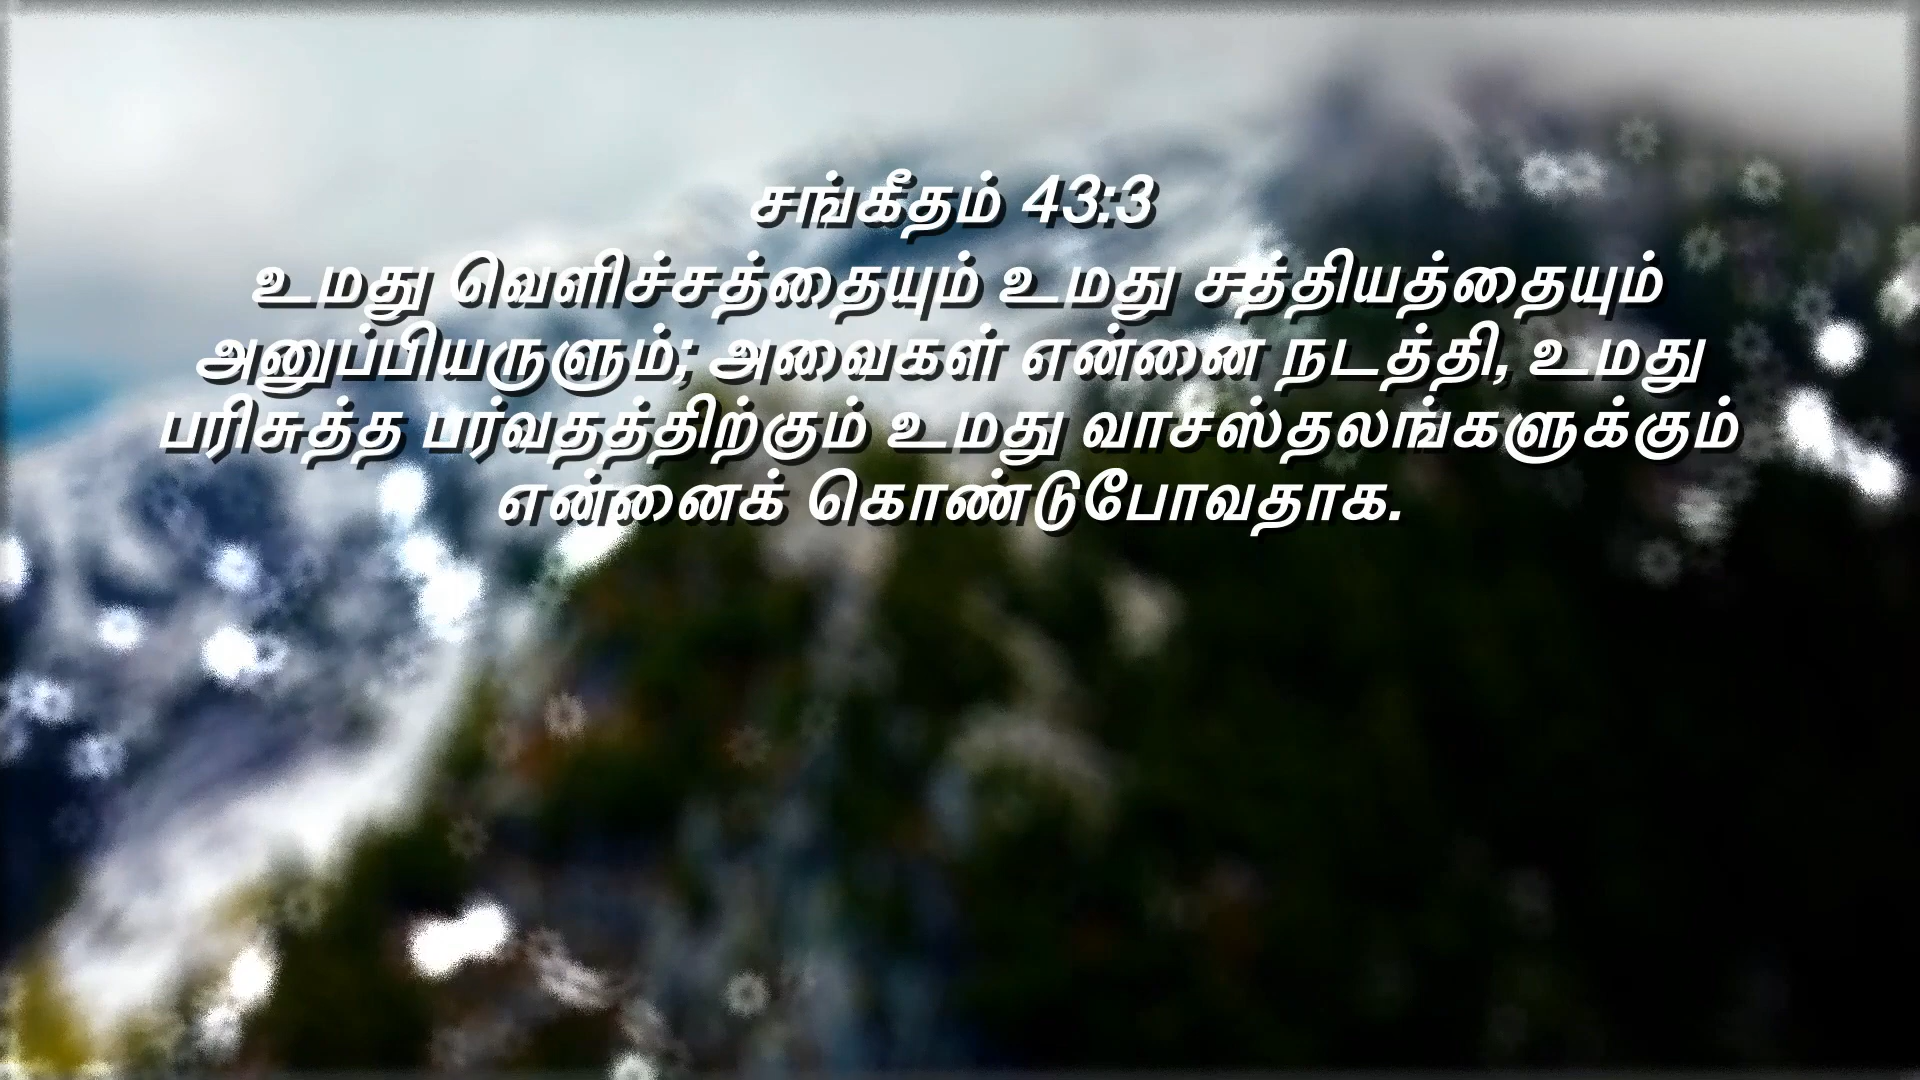 சங்கீதம் 43:3
உமது வெளிச்சத்தையும் உமது சத்தியத்தையும்
அனுப்பியருளும்; அவைகள் என்னை நடத்தி, உமது
பரிசுத்த பர்வதத்திற்கும் உமது வாசஸ்தலங்களுக்கும்
என்னைக் கொண்டுபோவதாக.